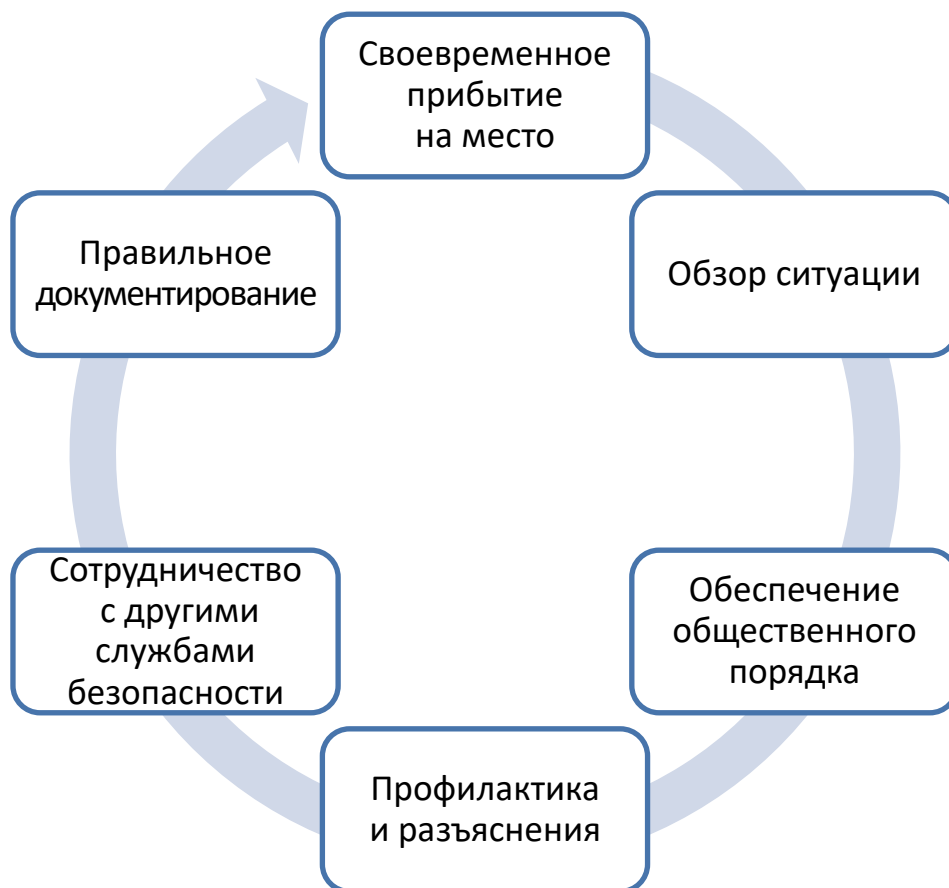 Своевременное
прибытие
на место
Обзор ситуации
Обеспечение
общественного
порядка
Профилактика
и разъяснения
Сотрудничество
с другими
службами
безопасности
Правильное
документирование